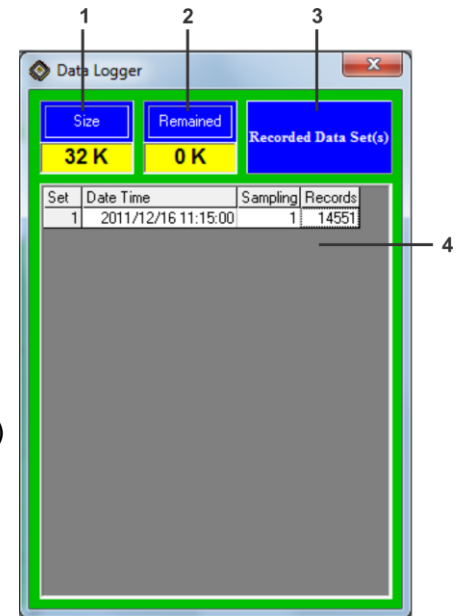 1 2 3
Data Logger
Size Remained Recorded Data Set(s)
32 K 0 K
Set Date Time Sampling Records
1 2011/12/16 11:15:00 1 14551
4
)